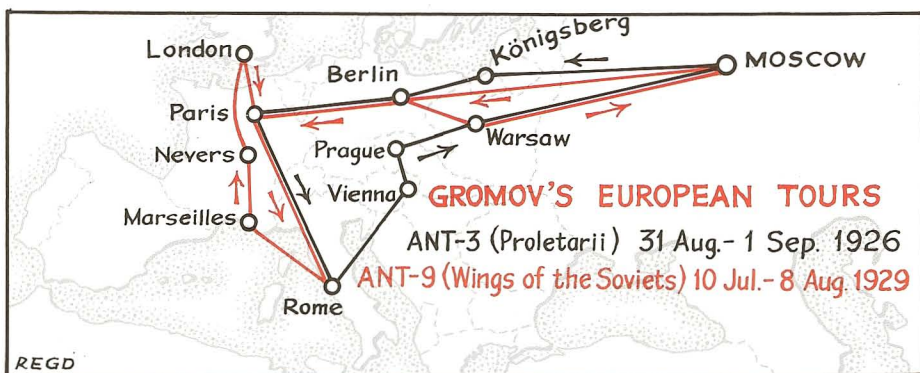 London
Königsberg
MOSCOW
Berlin
Paris
Warsaw
Nevers
Prague
Vienna
GROMOV'S EUROPEAN TOURS
Marseilles
ANT-3 (Proletarii) 31 Aug.- 1 Sep. 1926
ANT-9 (Wings of the Soviets) 10 Jul.- 8 Aug. 1929
Rome
REGD